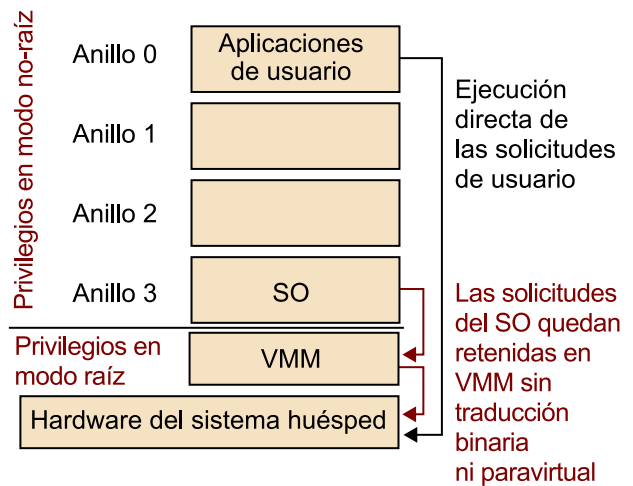 Privilegios en modo no-raíz
Anillo 0
Aplicaciones
de usuario
Anillo 1
Anillo 2
Anillo 3
SO
Ejecución
directa de
las solicitudes
de usuario
Privilegios en
modo raíz
VMM
Hardware del sistema huésped
Las solicitudes
del SO quedan
retenidas en
VMM sin
traducción
binaria
ni paravirtual